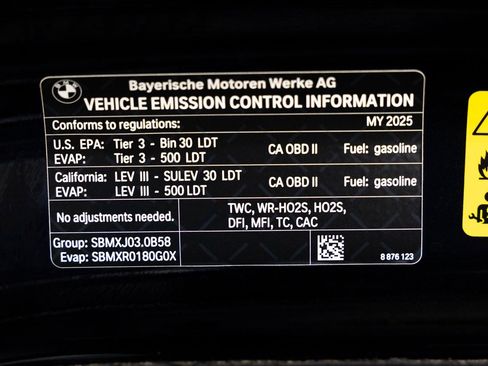 BMW
Bayerische Motoren Werke AG
VEHICLE EMISSION CONTROL INFORMATION
Conforms to regulations: MY 2025
U.S. EPA: Tier 3 - Bin 30 LDT CA OBD II Fuel: gasoline
EVAP: Tier 3 - 500 LDT
California: LEV III - SULEV 30 LDT CA OBD II Fuel: gasoline
EVAP: LEV III - 500 LDT
No adjustments needed.
TWC, WR-HO2S, HO2S,
DFI, MFI, TC, CAC
Group: SBMXJ03.0B58
Evap: SBMXR0180G0X
8 876 123